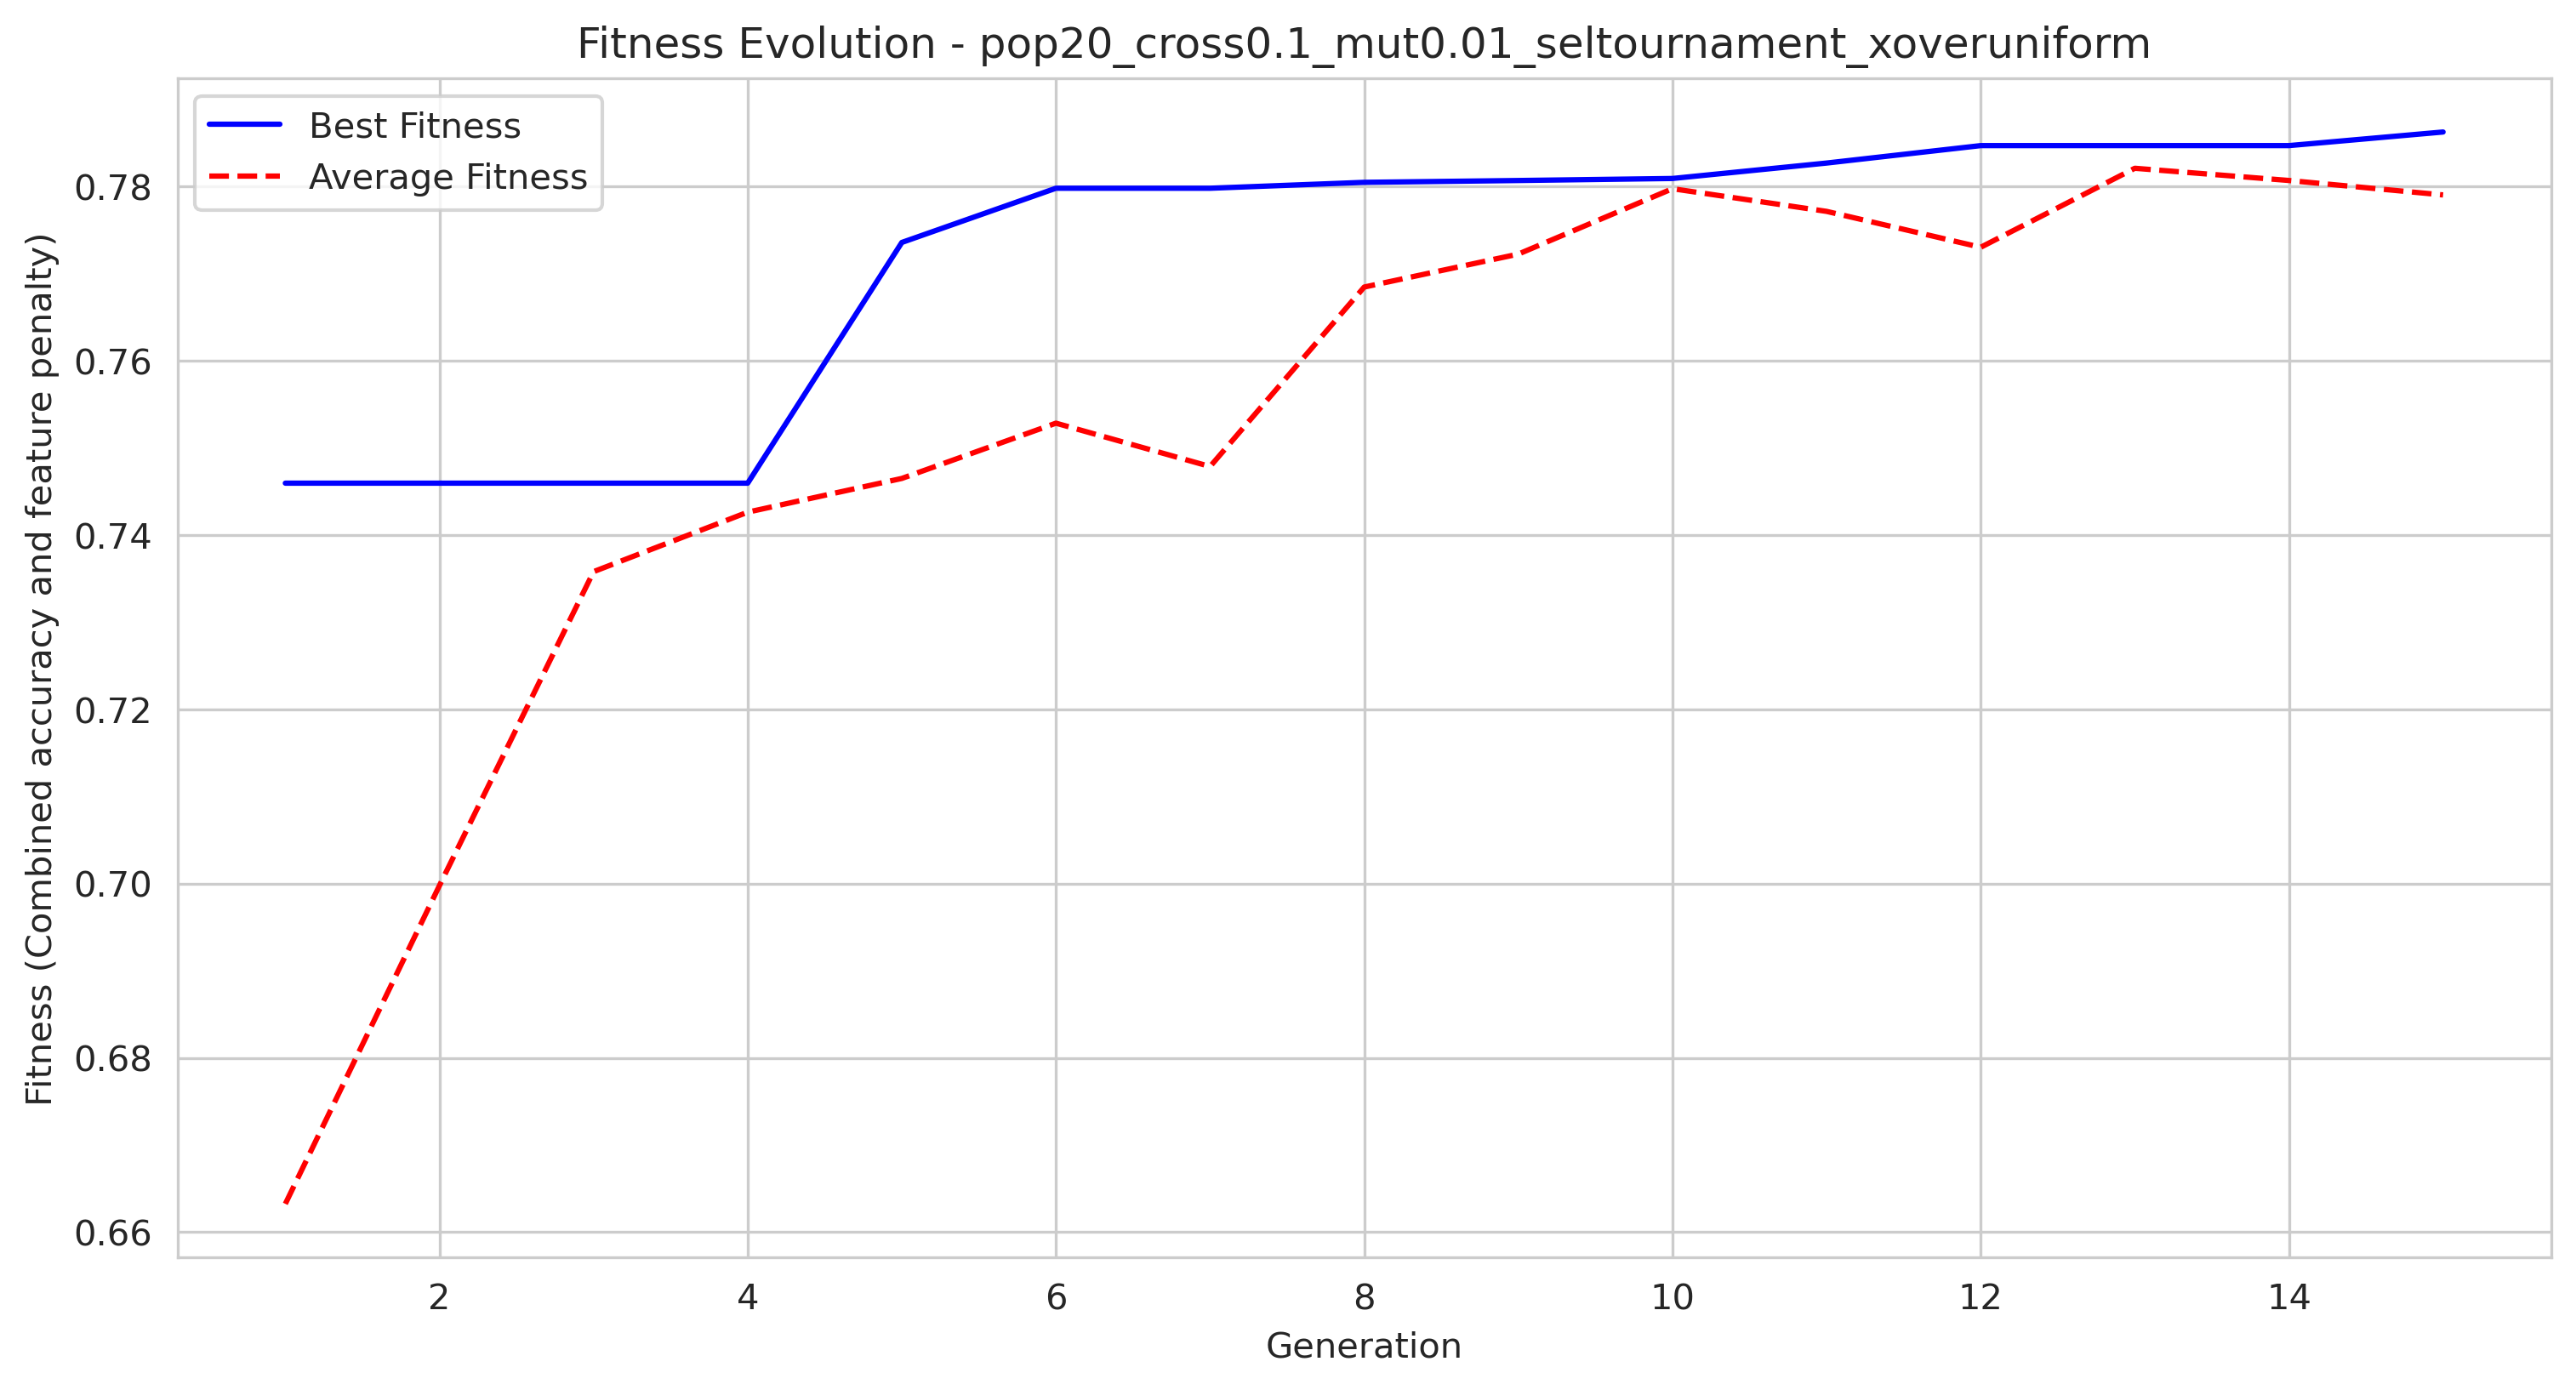 Fitness Evolution - pop20_cross0.1_mut0.01_seltournament_xoveruniform
Best Fitness
Average Fitness
Fitness (Combined accuracy and feature penalty)
0.78
0.76
0.74
0.72
0.70
0.68
0.66
2 4 6 8 10 12 14
Generation